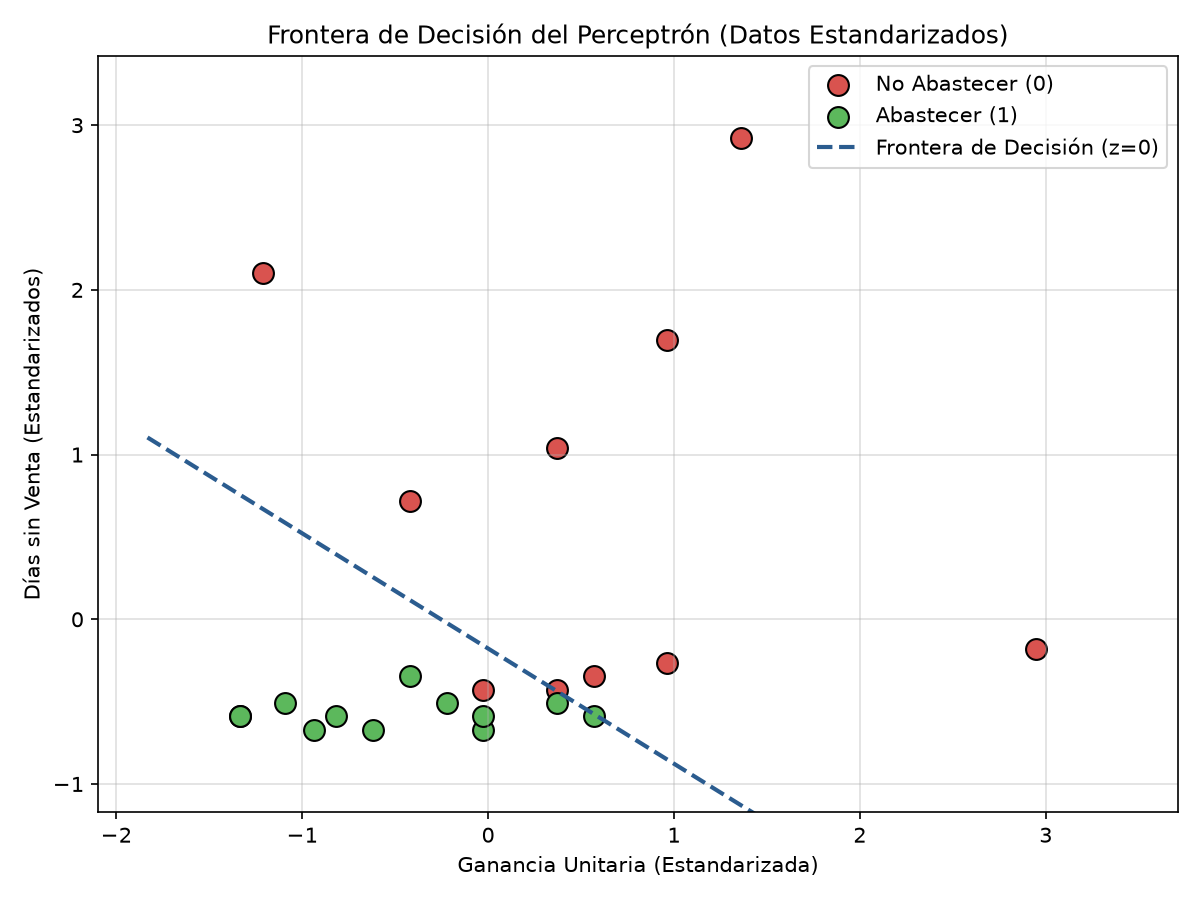 Frontera de Decisión del Perceptrón (Datos Estandarizados)
No Abastecer (0)
Abastecer (1)
Frontera de Decisión (z=0)
Días sin Venta (Estandarizados)
3
2
1
0
−1
−2
−1
0
1
2
3
Ganancia Unitaria (Estandarizada)